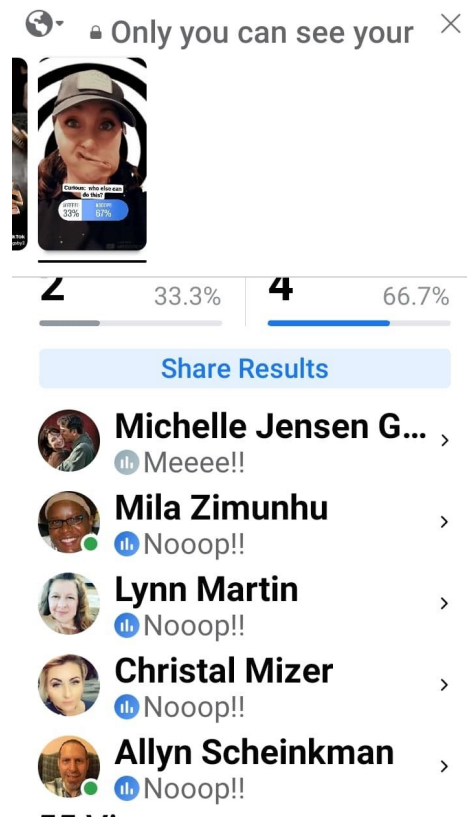 Only you can see your
Curious: who else can
do this?
33% 67%
2 33.3% 4 66.7%
Share Results
Michelle Jensen G...
Meeee!!
Mila Zimunhu
Nooop!!
Lynn Martin
Nooop!!
Christal Mizer
Nooop!!
Allyn Scheinkman
Nooop!!